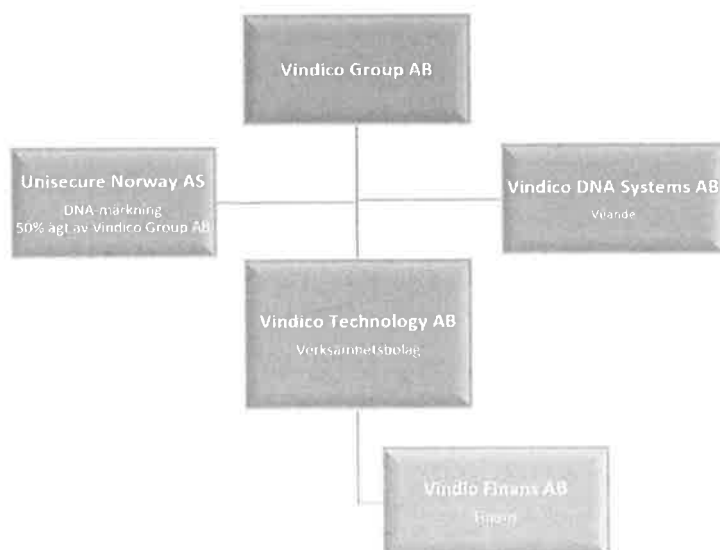 Vindico Group AB
Unisecure Norway AS
DNA-märkning
50% ägt av Vindico Group AB
Vindico DNA Systems AB
Vilande
Vindico Technology AB
Verksamhetsbolag
Vindio Finans AB
Finans